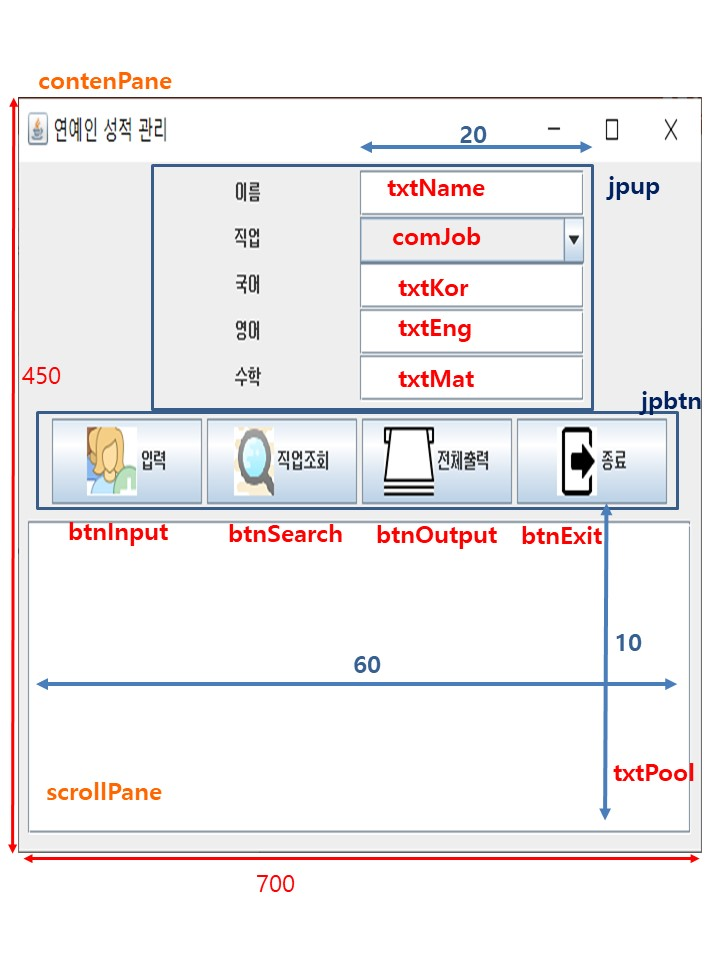 contenPane
연예인 성적 관리
20
이름
txtName
jpup
직업
comJob
국어
txtKor
영어
txtEng
450
수학
txtMat
jpbtn
입력
직업조회
전체출력
종료
btnInput
btnSearch
btnOutput
btnExit
10
60
txtPool
scrollPane
700